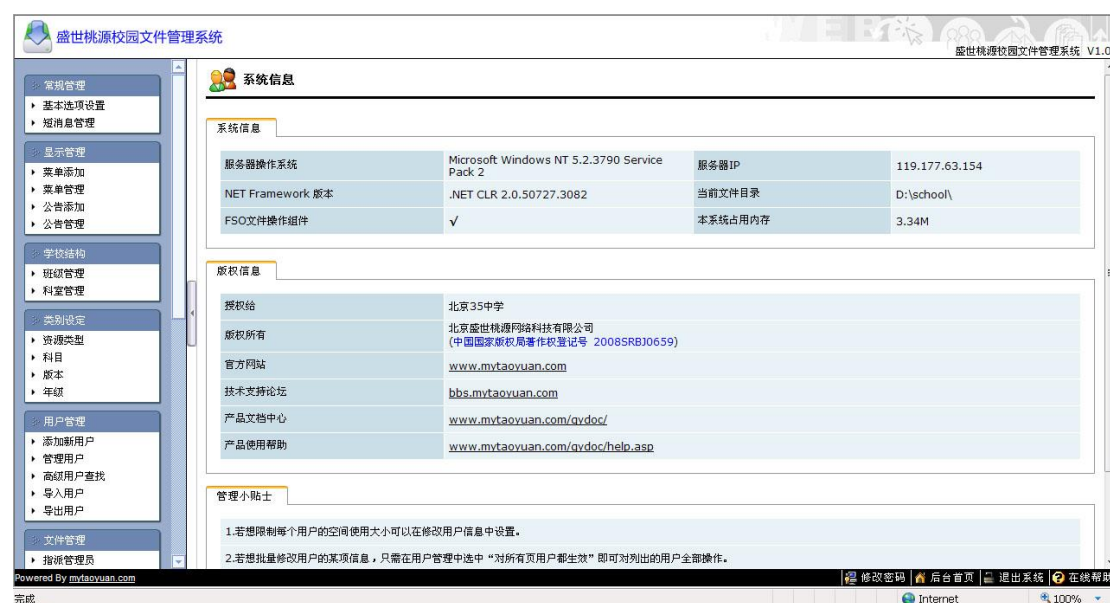 盛世桃源校园文件管理系统
盛世桃源校园文件管理系统 V1.0
常规管理
基本选项设置
短消息管理
显示管理
菜单添加
菜单管理
公告添加
公告管理
学校结构
班级管理
科室管理
类别设定
资源类型
科目
版本
年级
用户管理
添加新用户
管理用户
高级用户查找
导入用户
导出用户
文件管理
指派管理员
系统信息
系统信息
服务器操作系统 Microsoft Windows NT 5.2.3790 Service Pack 2 服务器IP 119.177.63.154
NET Framework 版本 .NET CLR 2.0.50727.3082 当前文件目录 D:\school\
FSO文件操作组件 √ 本系统占用内存 3.34M
版权信息
授权给 北京35中学
版权所有 北京盛世桃源网络科技有限公司
(中国国家版权局著作权登记号 2008SRBJ0659)
官方网站 www.mytaoyuan.com
技术支持论坛 bbs.mytaoyuan.com
产品文档中心 www.mytaoyuan.com/qydoc/
产品使用帮助 www.mytaoyuan.com/qydoc/help.asp
管理小贴士
1.若想限制每个用户的空间使用大小可以在修改用户信息中设置。
2.若想批量修改用户的某项信息，只需在用户管理中选中“对所有页用户都生效”即可对列出的用户全部操作。
Powered By mytaoyuan.com
修改密码 后台首页 退出系统 在线帮助
完成 Internet 100%